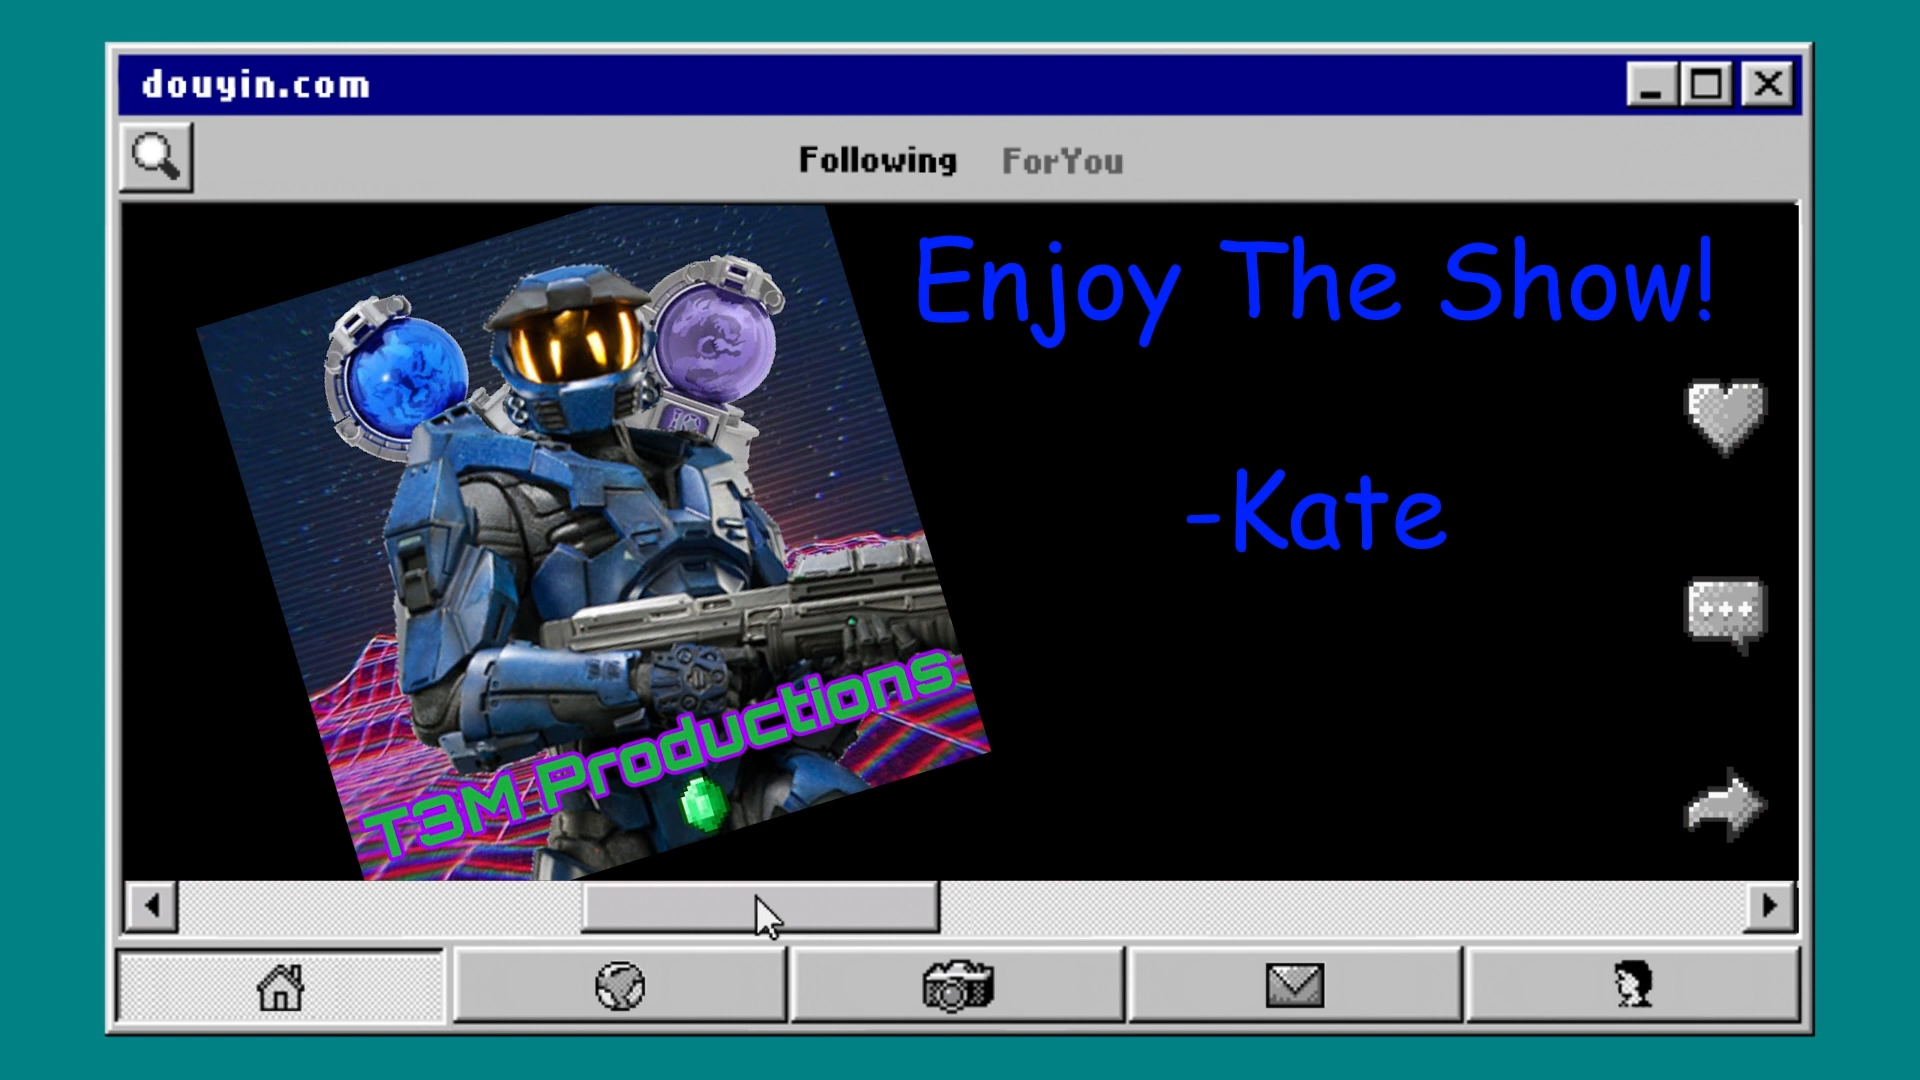 douyin.com
Following ForYou
Enjoy The Show!
-Kate
T3M Productions